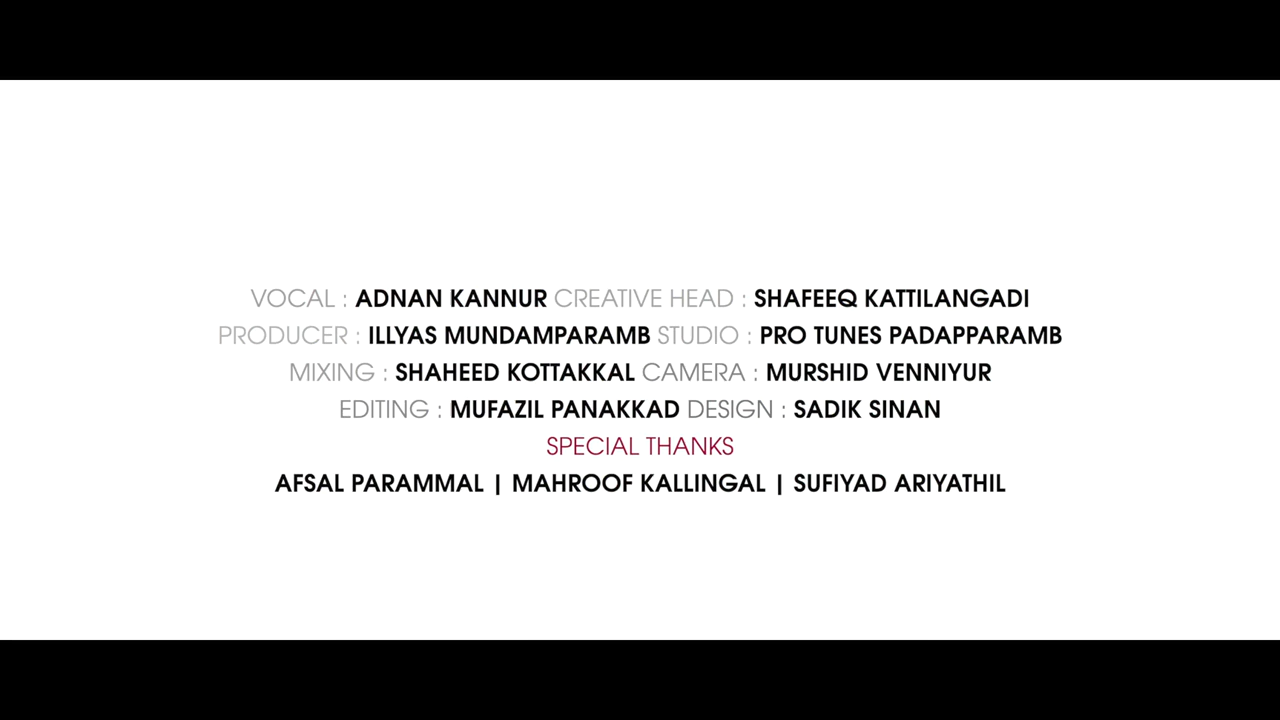 VOCAL : ADNAN KANNUR CREATIVE HEAD : SHAFEEQ KATTILANGADI
PRODUCER : ILLYAS MUNDAMPARAMB STUDIO : PRO TUNES PADAPPARAMB
MIXING : SHAHEED KOTTAKKAL CAMERA : MURSHID VENNIYUR
EDITING : MUFAZIL PANAKKAD DESIGN : SADIK SINAN
SPECIAL THANKS
AFSAL PARAMMAL | MAHROOF KALLINGAL | SUFIYAD ARIYATHIL